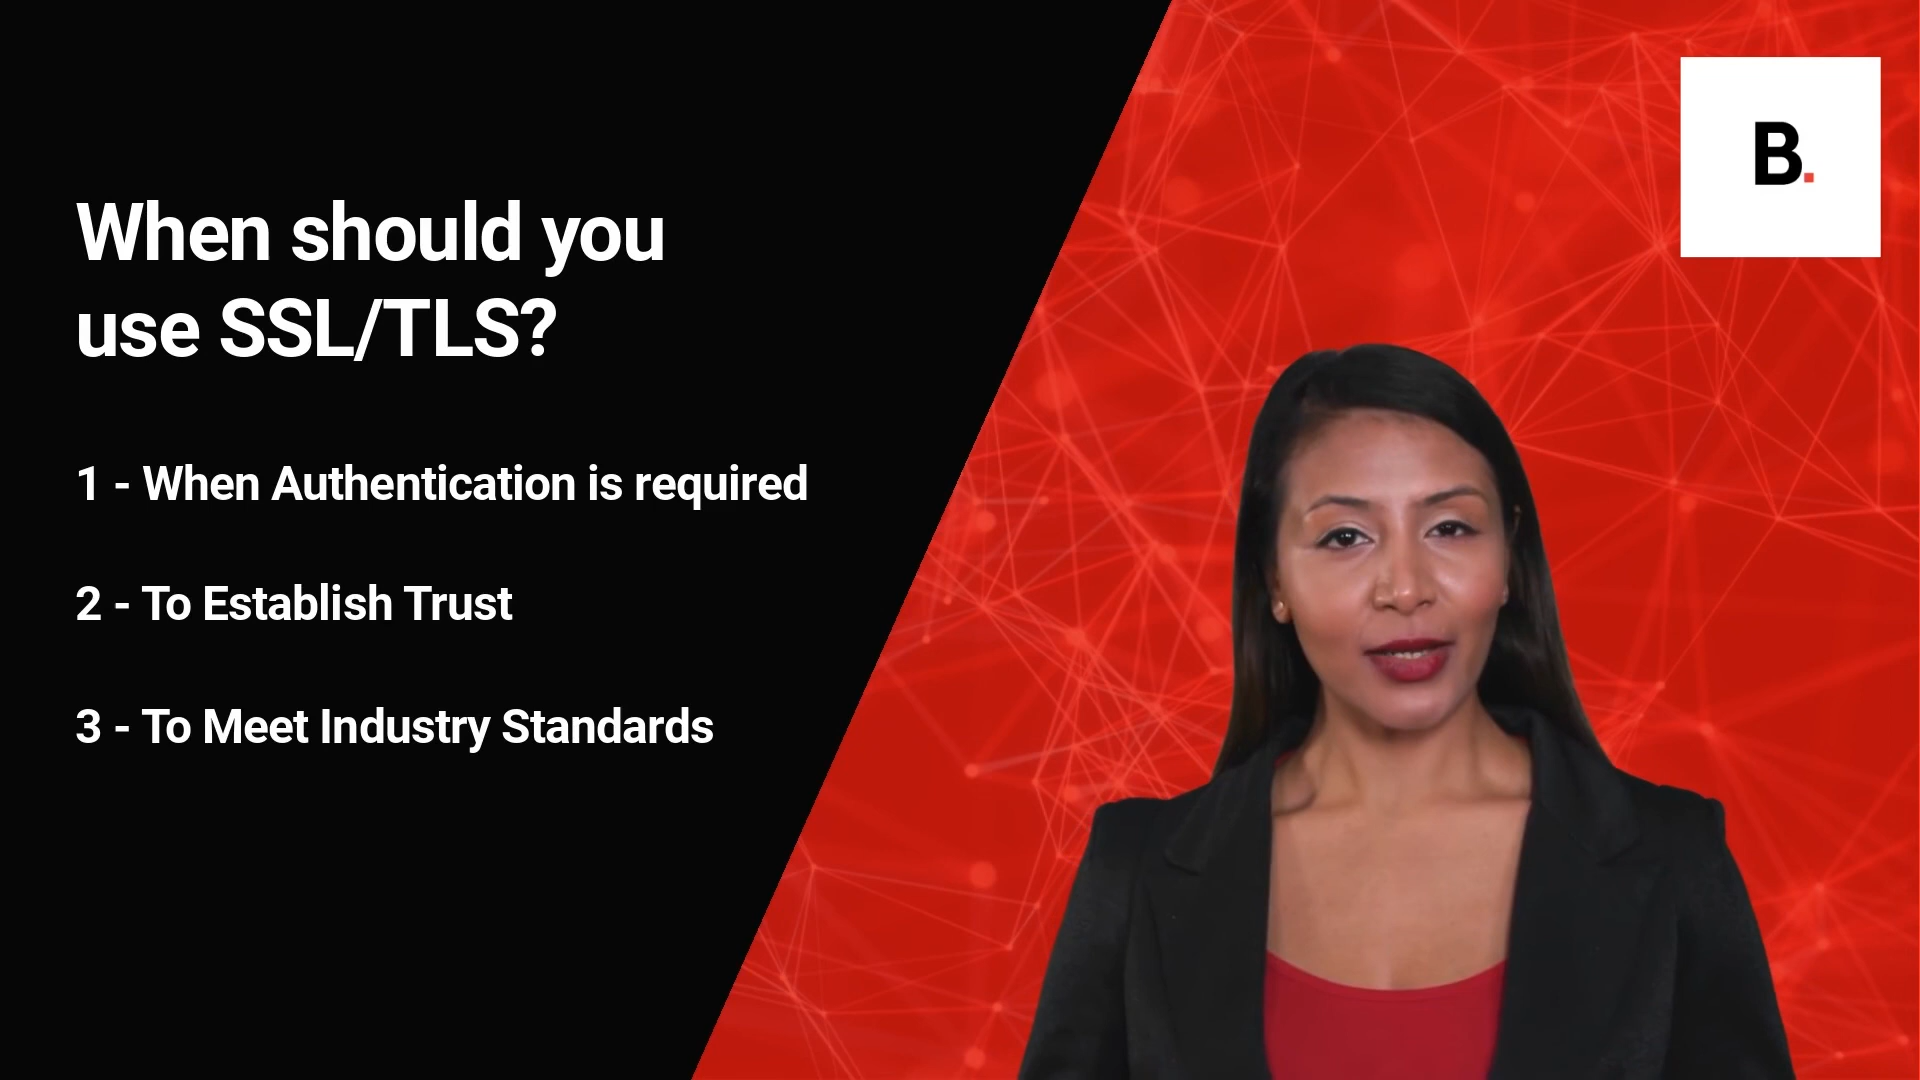 When should you
use SSL/TLS?
1 - When Authentication is required
2 - To Establish Trust
3 - To Meet Industry Standards
B.